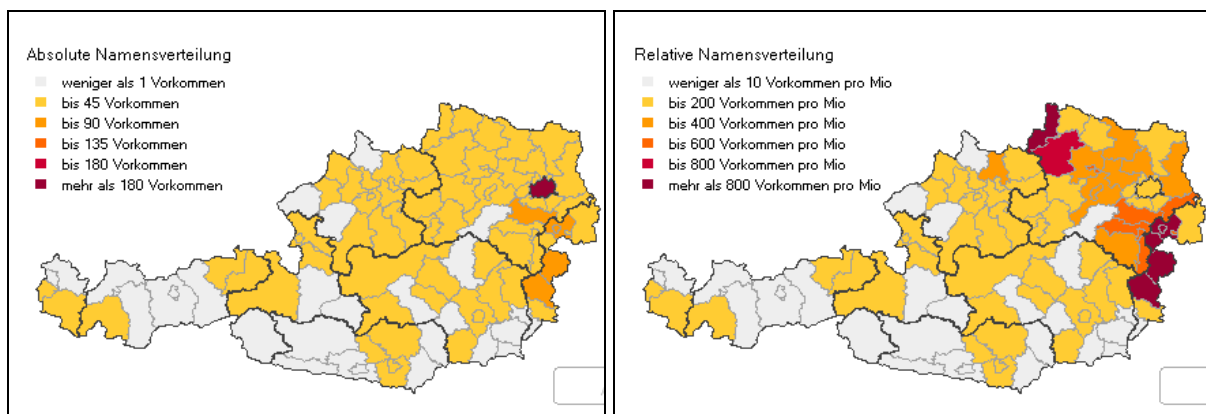 Absolute Namensverteilung
weniger als 1 Vorkommen
bis 45 Vorkommen
bis 90 Vorkommen
bis 135 Vorkommen
bis 180 Vorkommen
mehr als 180 Vorkommen
Relative Namensverteilung
weniger als 10 Vorkommen pro Mio
bis 200 Vorkommen pro Mio
bis 400 Vorkommen pro Mio
bis 600 Vorkommen pro Mio
bis 800 Vorkommen pro Mio
mehr als 800 Vorkommen pro Mio